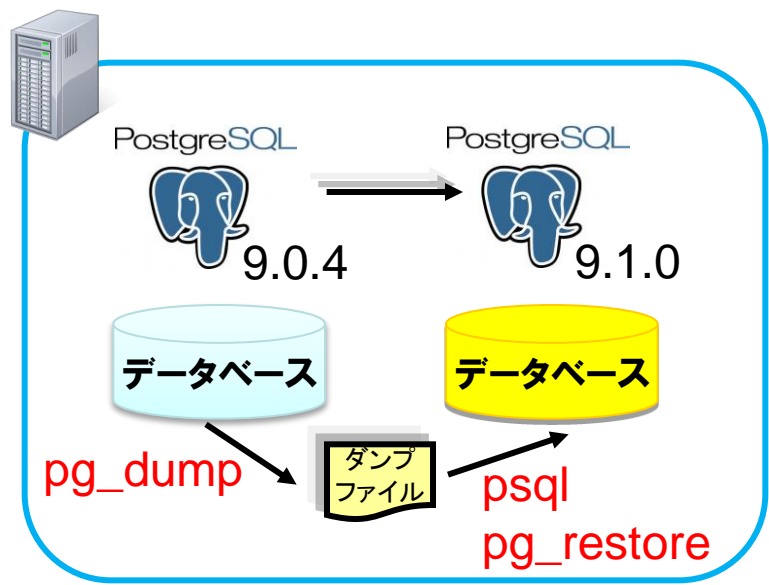 PostgreSQL
PostgreSQL
9.0.4
9.1.0
データベース
データベース
pg_dump
ダンプ
ファイル
psql
pg_restore